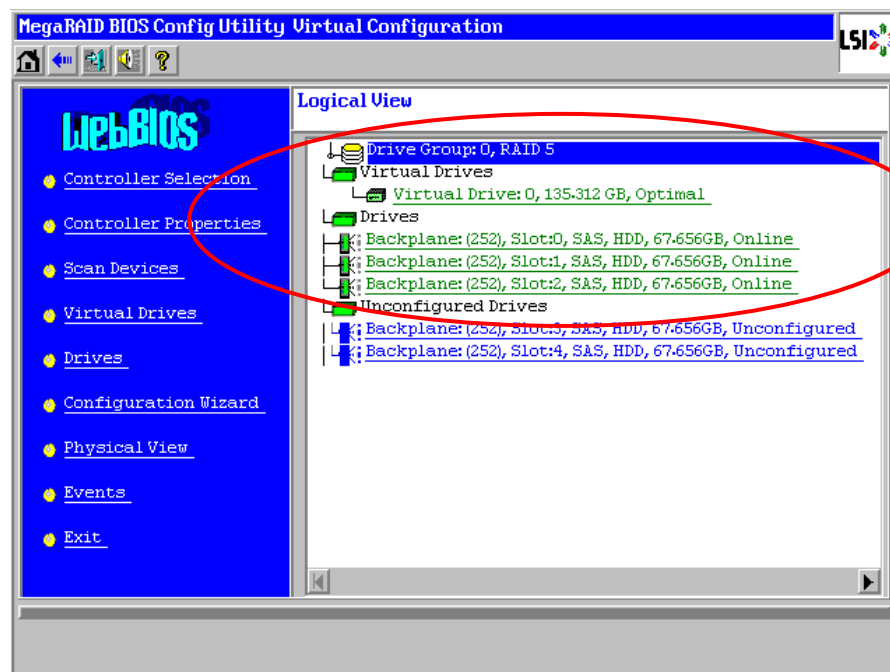 MegaRAID BIOS Config Utility Virtual Configuration
LSI
WebBIOS
Controller Selection
Controller Properties
Scan Devices
Virtual Drives
Drives
Configuration Wizard
Physical View
Events
Exit
Logical View
Drive Group: 0, RAID 5
Virtual Drives
Virtual Drive: 0, 135.312 GB, Optimal
Drives
Backplane: (252), Slot:0, SAS, HDD, 67.656GB, Online
Backplane: (252), Slot:1, SAS, HDD, 67.656GB, Online
Backplane: (252), Slot:2, SAS, HDD, 67.656GB, Online
Unconfigured Drives
Backplane: (252), Slot:3, SAS, HDD, 67.656GB, Unconfigured
Backplane: (252), Slot:4, SAS, HDD, 67.656GB, Unconfigured